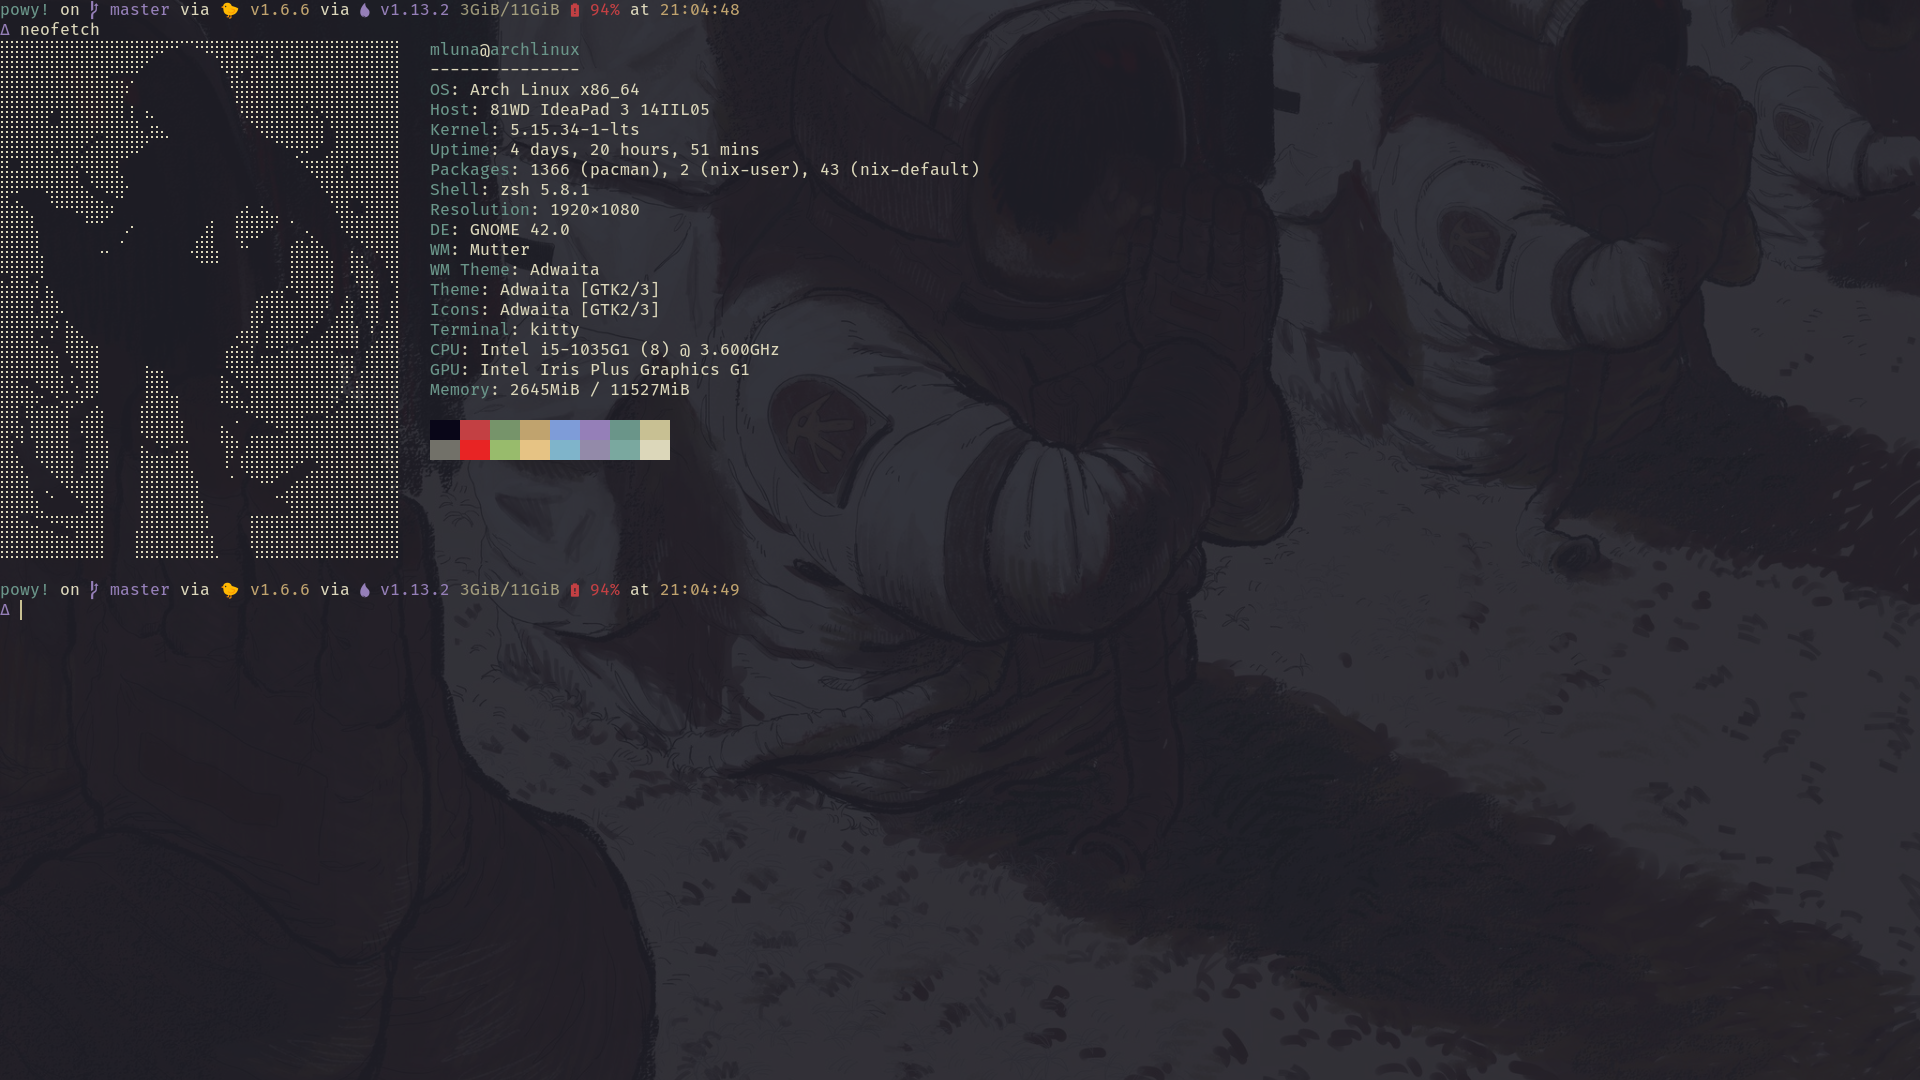 powy! on master via 🐤 v1.6.6 via 💧 v1.13.2 3GiB/11GiB 94% at 21:04:48
Δ neofetch
mluna@archlinux
---------------
OS: Arch Linux x86_64
Host: 81WD IdeaPad 3 14IIL05
Kernel: 5.15.34-1-lts
Uptime: 4 days, 20 hours, 51 mins
Packages: 1366 (pacman), 2 (nix-user), 43 (nix-default)
Shell: zsh 5.8.1
Resolution: 1920×1080
DE: GNOME 42.0
WM: Mutter
WM Theme: Adwaita
Theme: Adwaita [GTK2/3]
Icons: Adwaita [GTK2/3]
Terminal: kitty
CPU: Intel i5-1035G1 (8) @ 3.600GHz
GPU: Intel Iris Plus Graphics G1
Memory: 2645MiB / 11527MiB
powy! on master via 🐤 v1.6.6 via 💧 v1.13.2 3GiB/11GiB 94% at 21:04:49
Δ